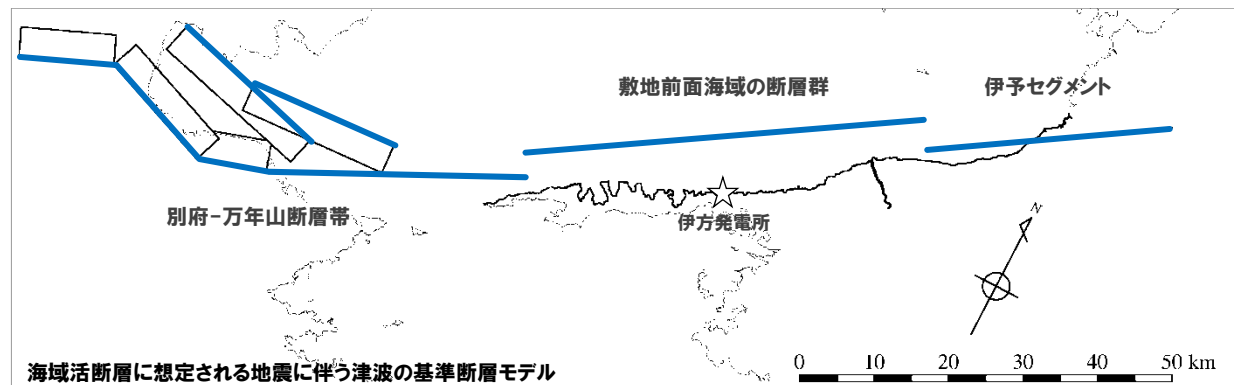 敷地前面海域の断層群
伊予セグメント
別府-万年山断層帯
伊方発電所
N
海域活断層に想定される地震に伴う津波の基準断層モデル
0 10 20 30 40 50 km